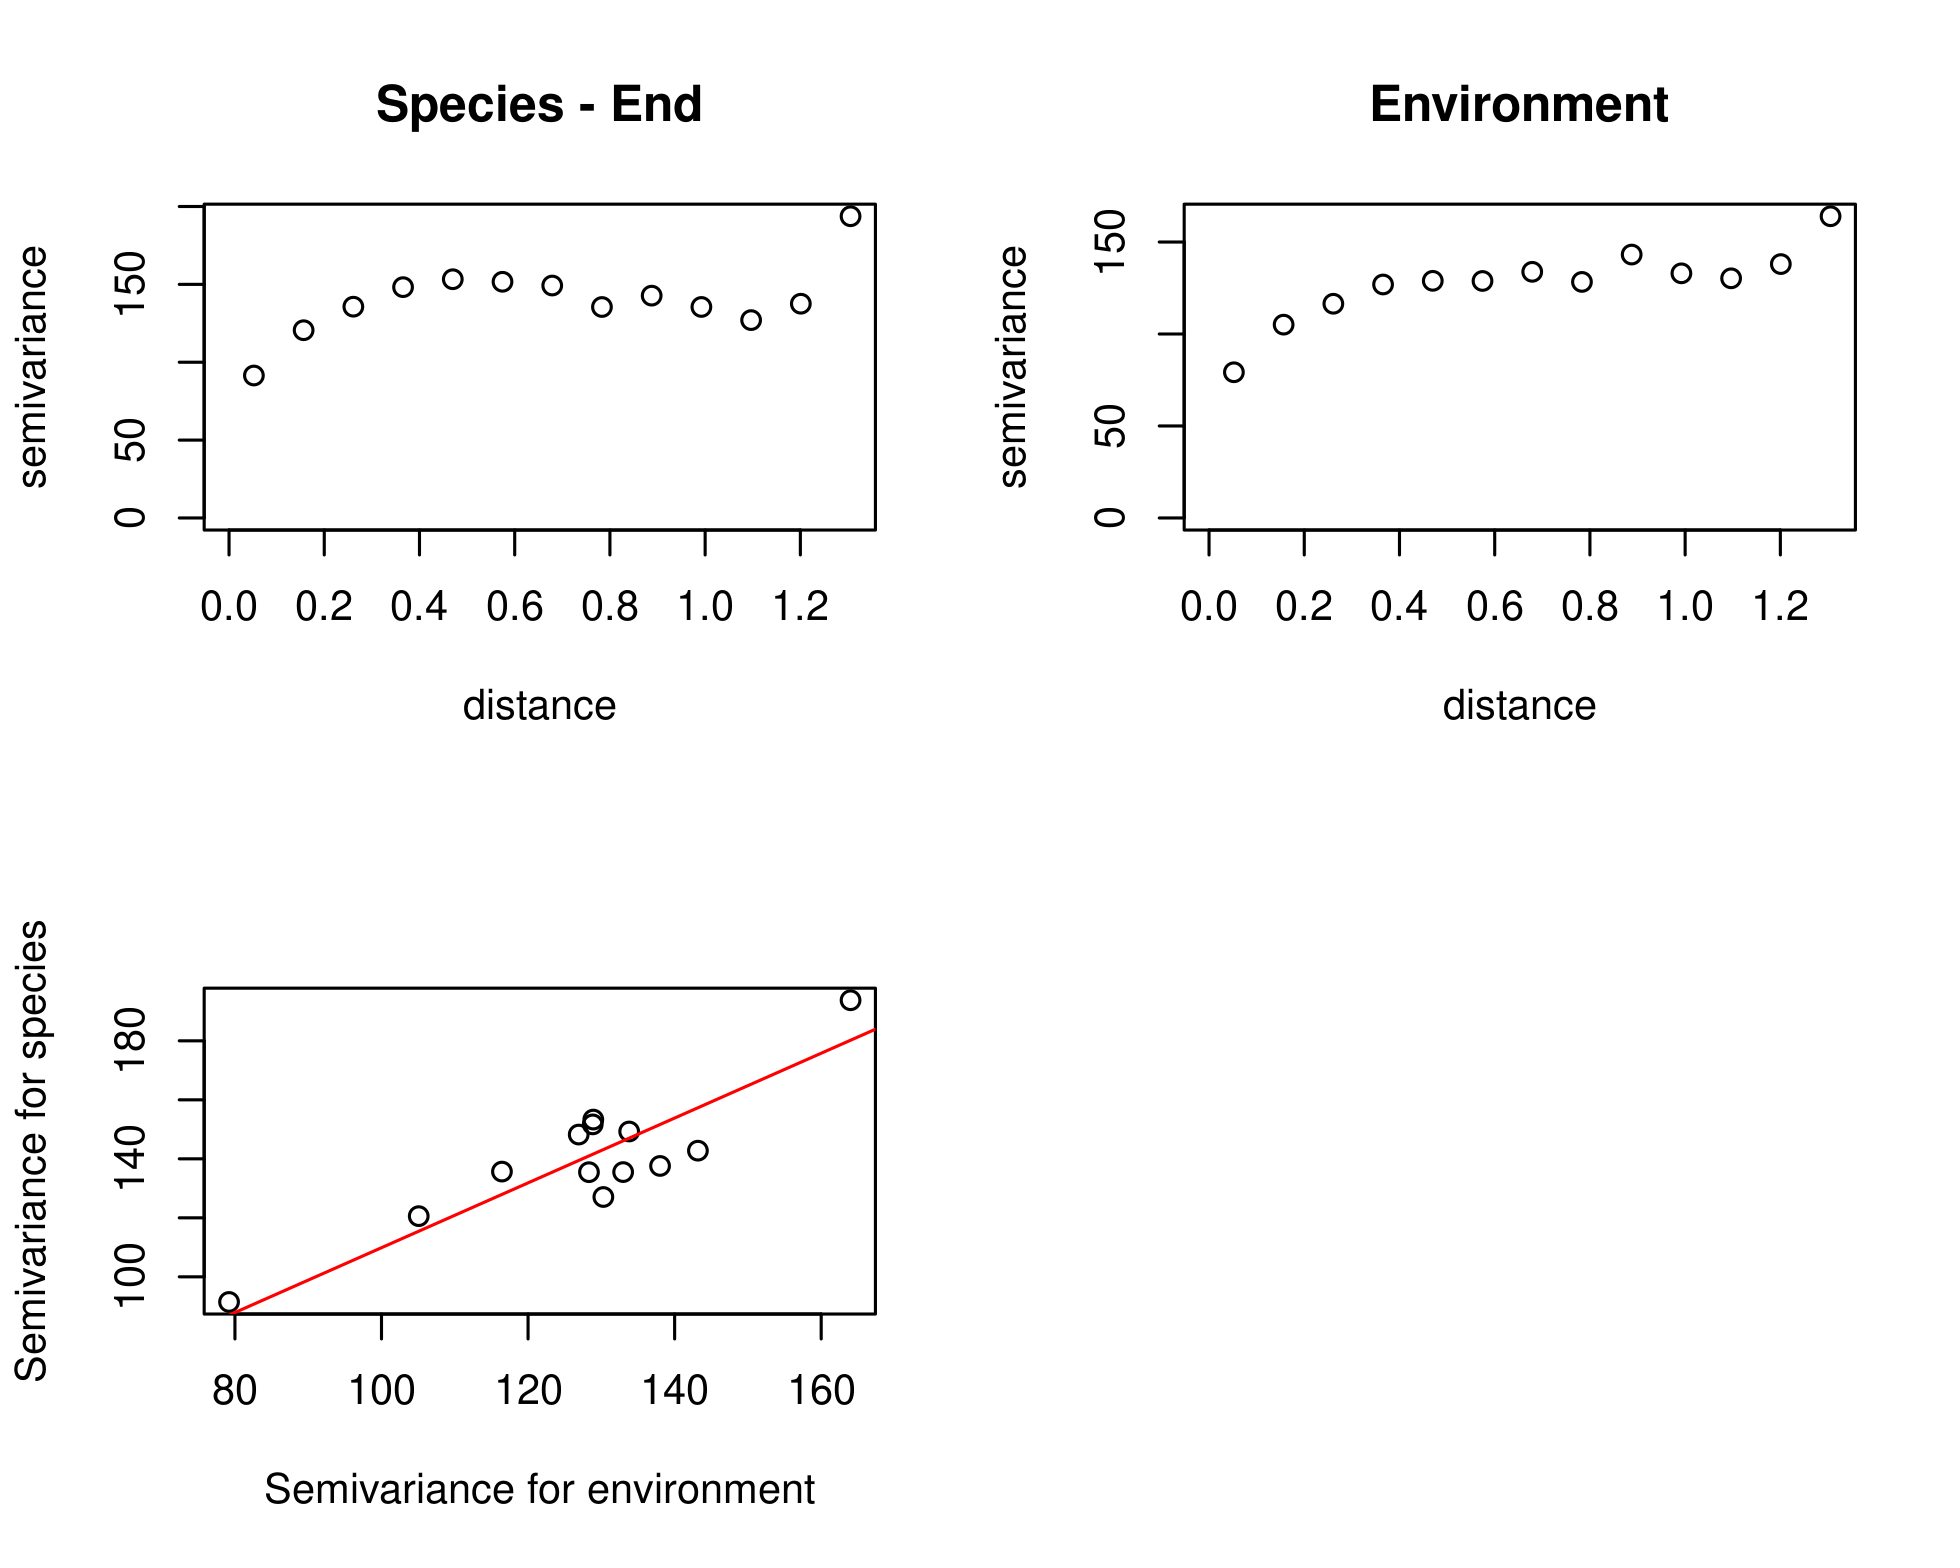 Species - End
semivariance
0 50 150
0.0 0.2 0.4 0.6 0.8 1.0 1.2
distance
Environment
semivariance
0 50 150
0.0 0.2 0.4 0.6 0.8 1.0 1.2
distance
Semivariance for species
100 140 180
80 100 120 140 160
Semivariance for environment